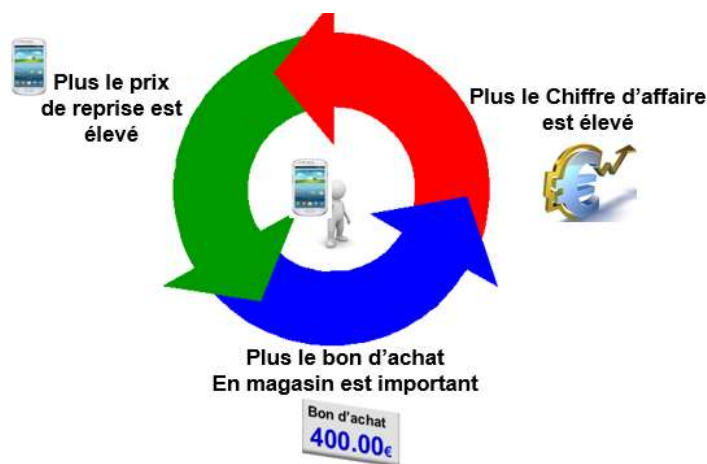 Plus le prix
de reprise est
élevé
Plus le Chiffre d'affaire
est élevé
Plus le bon d'achat
En magasin est important
Bon d'achat
400.00€